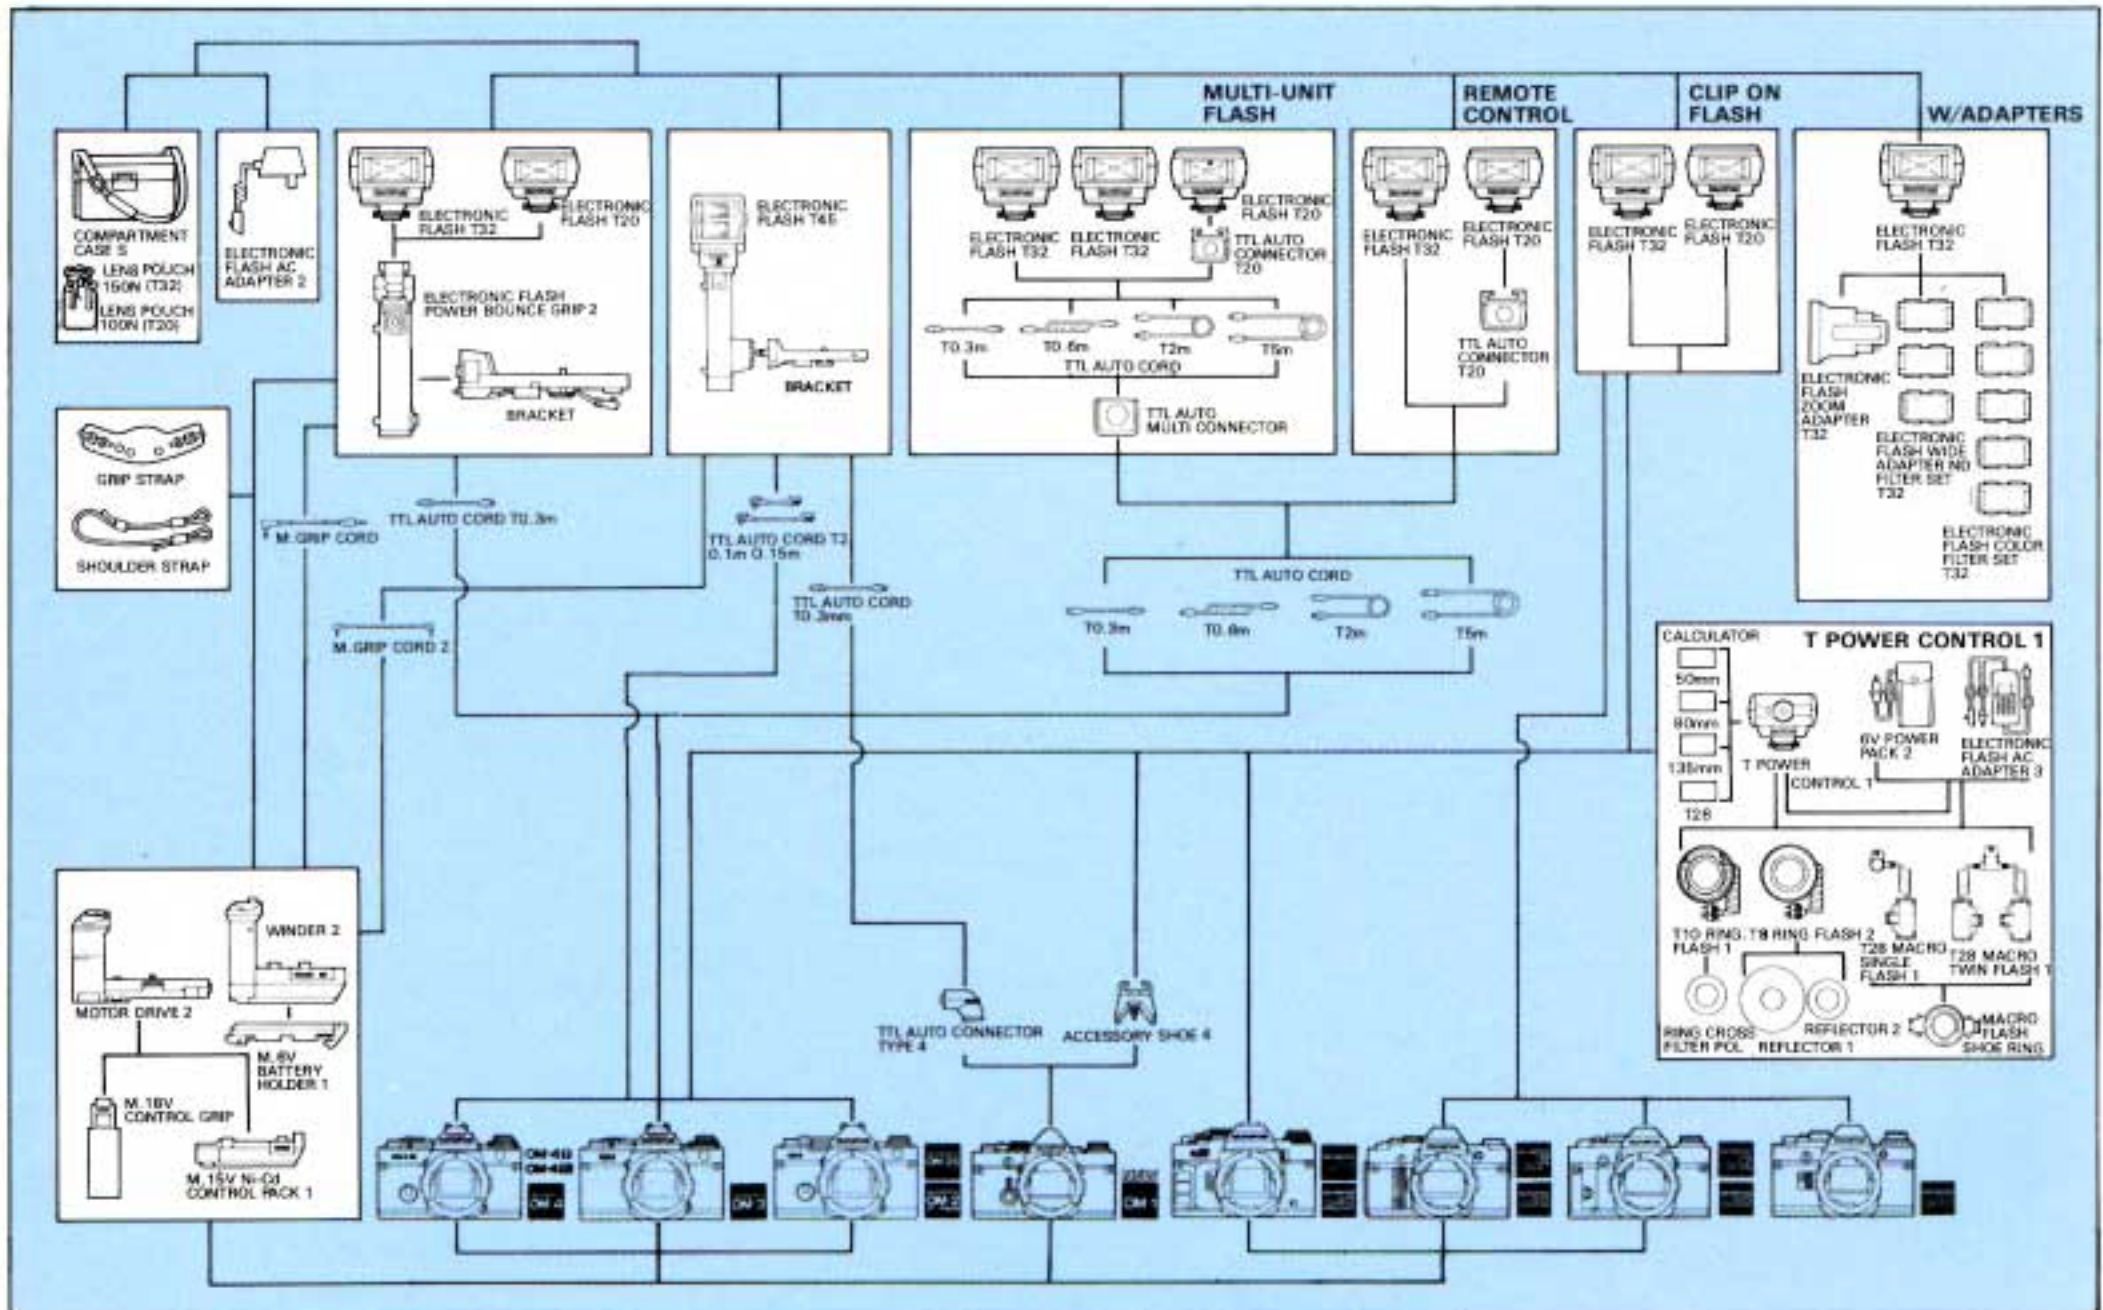 MULTI-UNIT
FLASH
REMOTE
CONTROL
CLIP ON
FLASH
W/ADAPTERS
COMPARTMENT
CASE S
LENS POUCH
150N (T32)
LENS POUCH
100N (T20)
ELECTRONIC
FLASH AC
ADAPTER 2
ELECTRONIC
FLASH T32
ELECTRONIC
FLASH T20
ELECTRONIC FLASH
POWER BOUNCE GRIP 2
BRACKET
ELECTRONIC
FLASH T45
BRACKET
ELECTRONIC
FLASH T32
ELECTRONIC
FLASH T32
ELECTRONIC
FLASH T20
TTL AUTO
CONNECTOR
T20
T0.3m
T0.6m
T2m
T5m
TTL AUTO CORD
TTL AUTO
MULTI CONNECTOR
ELECTRONIC
FLASH T32
ELECTRONIC
FLASH T20
TTL AUTO
CONNECTOR
T20
ELECTRONIC
FLASH T32
ELECTRONIC
FLASH T20
ELECTRONIC
FLASH T32
ELECTRONIC
FLASH
ZOOM
ADAPTER
T32
ELECTRONIC
FLASH WIDE
ADAPTER ND
FILTER SET
T32
ELECTRONIC
FLASH COLOR
FILTER SET
T32
GRIP STRAP
SHOULDER STRAP
M.GRIP CORD
TTL AUTO CORD T0.3m
TTL AUTO CORD T2
0.1m 0.15m
TTL AUTO CORD
T0.3mm
M.GRIP CORD 2
TTL AUTO CORD
T0.3m
T0.6m
T2m
T5m
CALCULATOR
T POWER CONTROL 1
50mm
80mm
135mm
T28
T POWER
CONTROL 1
6V POWER
PACK 2
ELECTRONIC
FLASH AC
ADAPTER 3
T10 RING
FLASH 1
T8 RING FLASH 2
T28 MACRO
SINGLE
FLASH 1
T28 MACRO
TWIN FLASH 1
RING CROSS
FILTER POL
REFLECTOR 1
REFLECTOR 2
MACRO
FLASH
SHOE RING
WINDER 2
MOTOR DRIVE 2
M.6V
BATTERY
HOLDER 1
M.18V
CONTROL GRIP
M.15V Ni-Cd
CONTROL PACK 1
TTL AUTO CONNECTOR
TYPE 4
ACCESSORY SHOE 4
OM-4
OM-3
OM-1